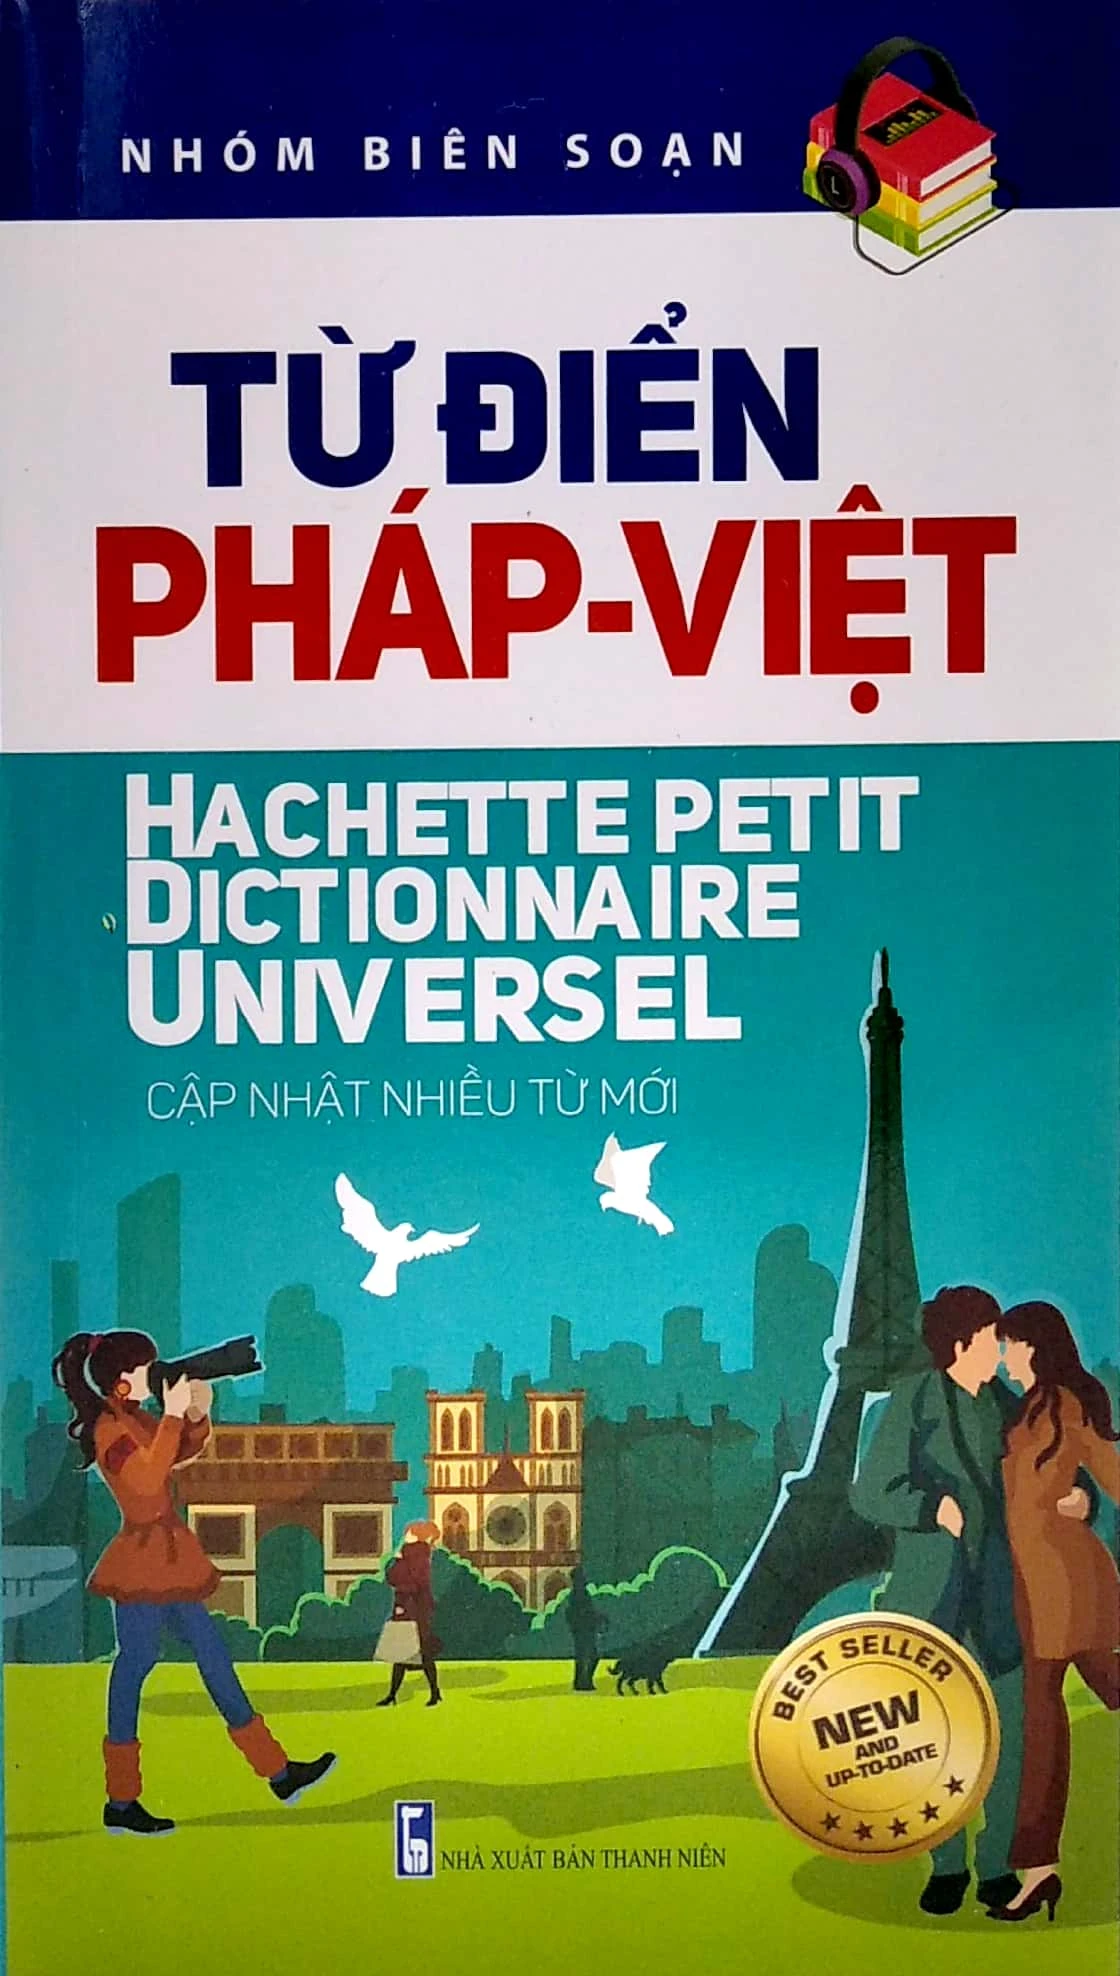 NHÓM BIÊN SOẠN
L
TỪ ĐIỂN
PHÁP-VIỆT
HACHETTE PETIT
DICTIONNAIRE
UNIVERSEL
CẬP NHẬT NHIỀU TỪ MỚI
BEST SELLER
NEW
AND
UP-TO-DATE
NHÀ XUẤT BẢN THANH NIÊN